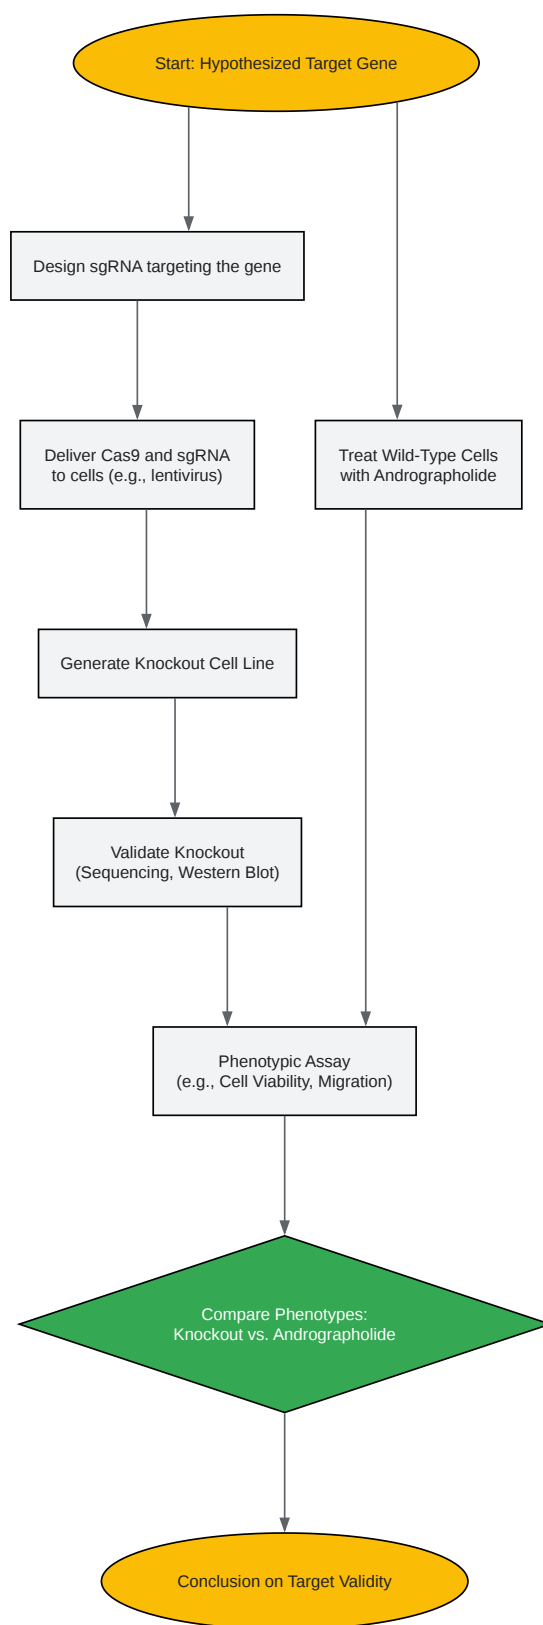 Start: Hypothesized Target Gene
Design sgRNA targeting the gene
Deliver Cas9 and sgRNA
to cells (e.g., lentivirus)
Treat Wild-Type Cells
with Andrographolide
Generate Knockout Cell Line
Validate Knockout
(Sequencing, Western Blot)
Phenotypic Assay
(e.g., Cell Viability, Migration)
Compare Phenotypes:
Knockout vs. Andrographolide
Conclusion on Target Validity